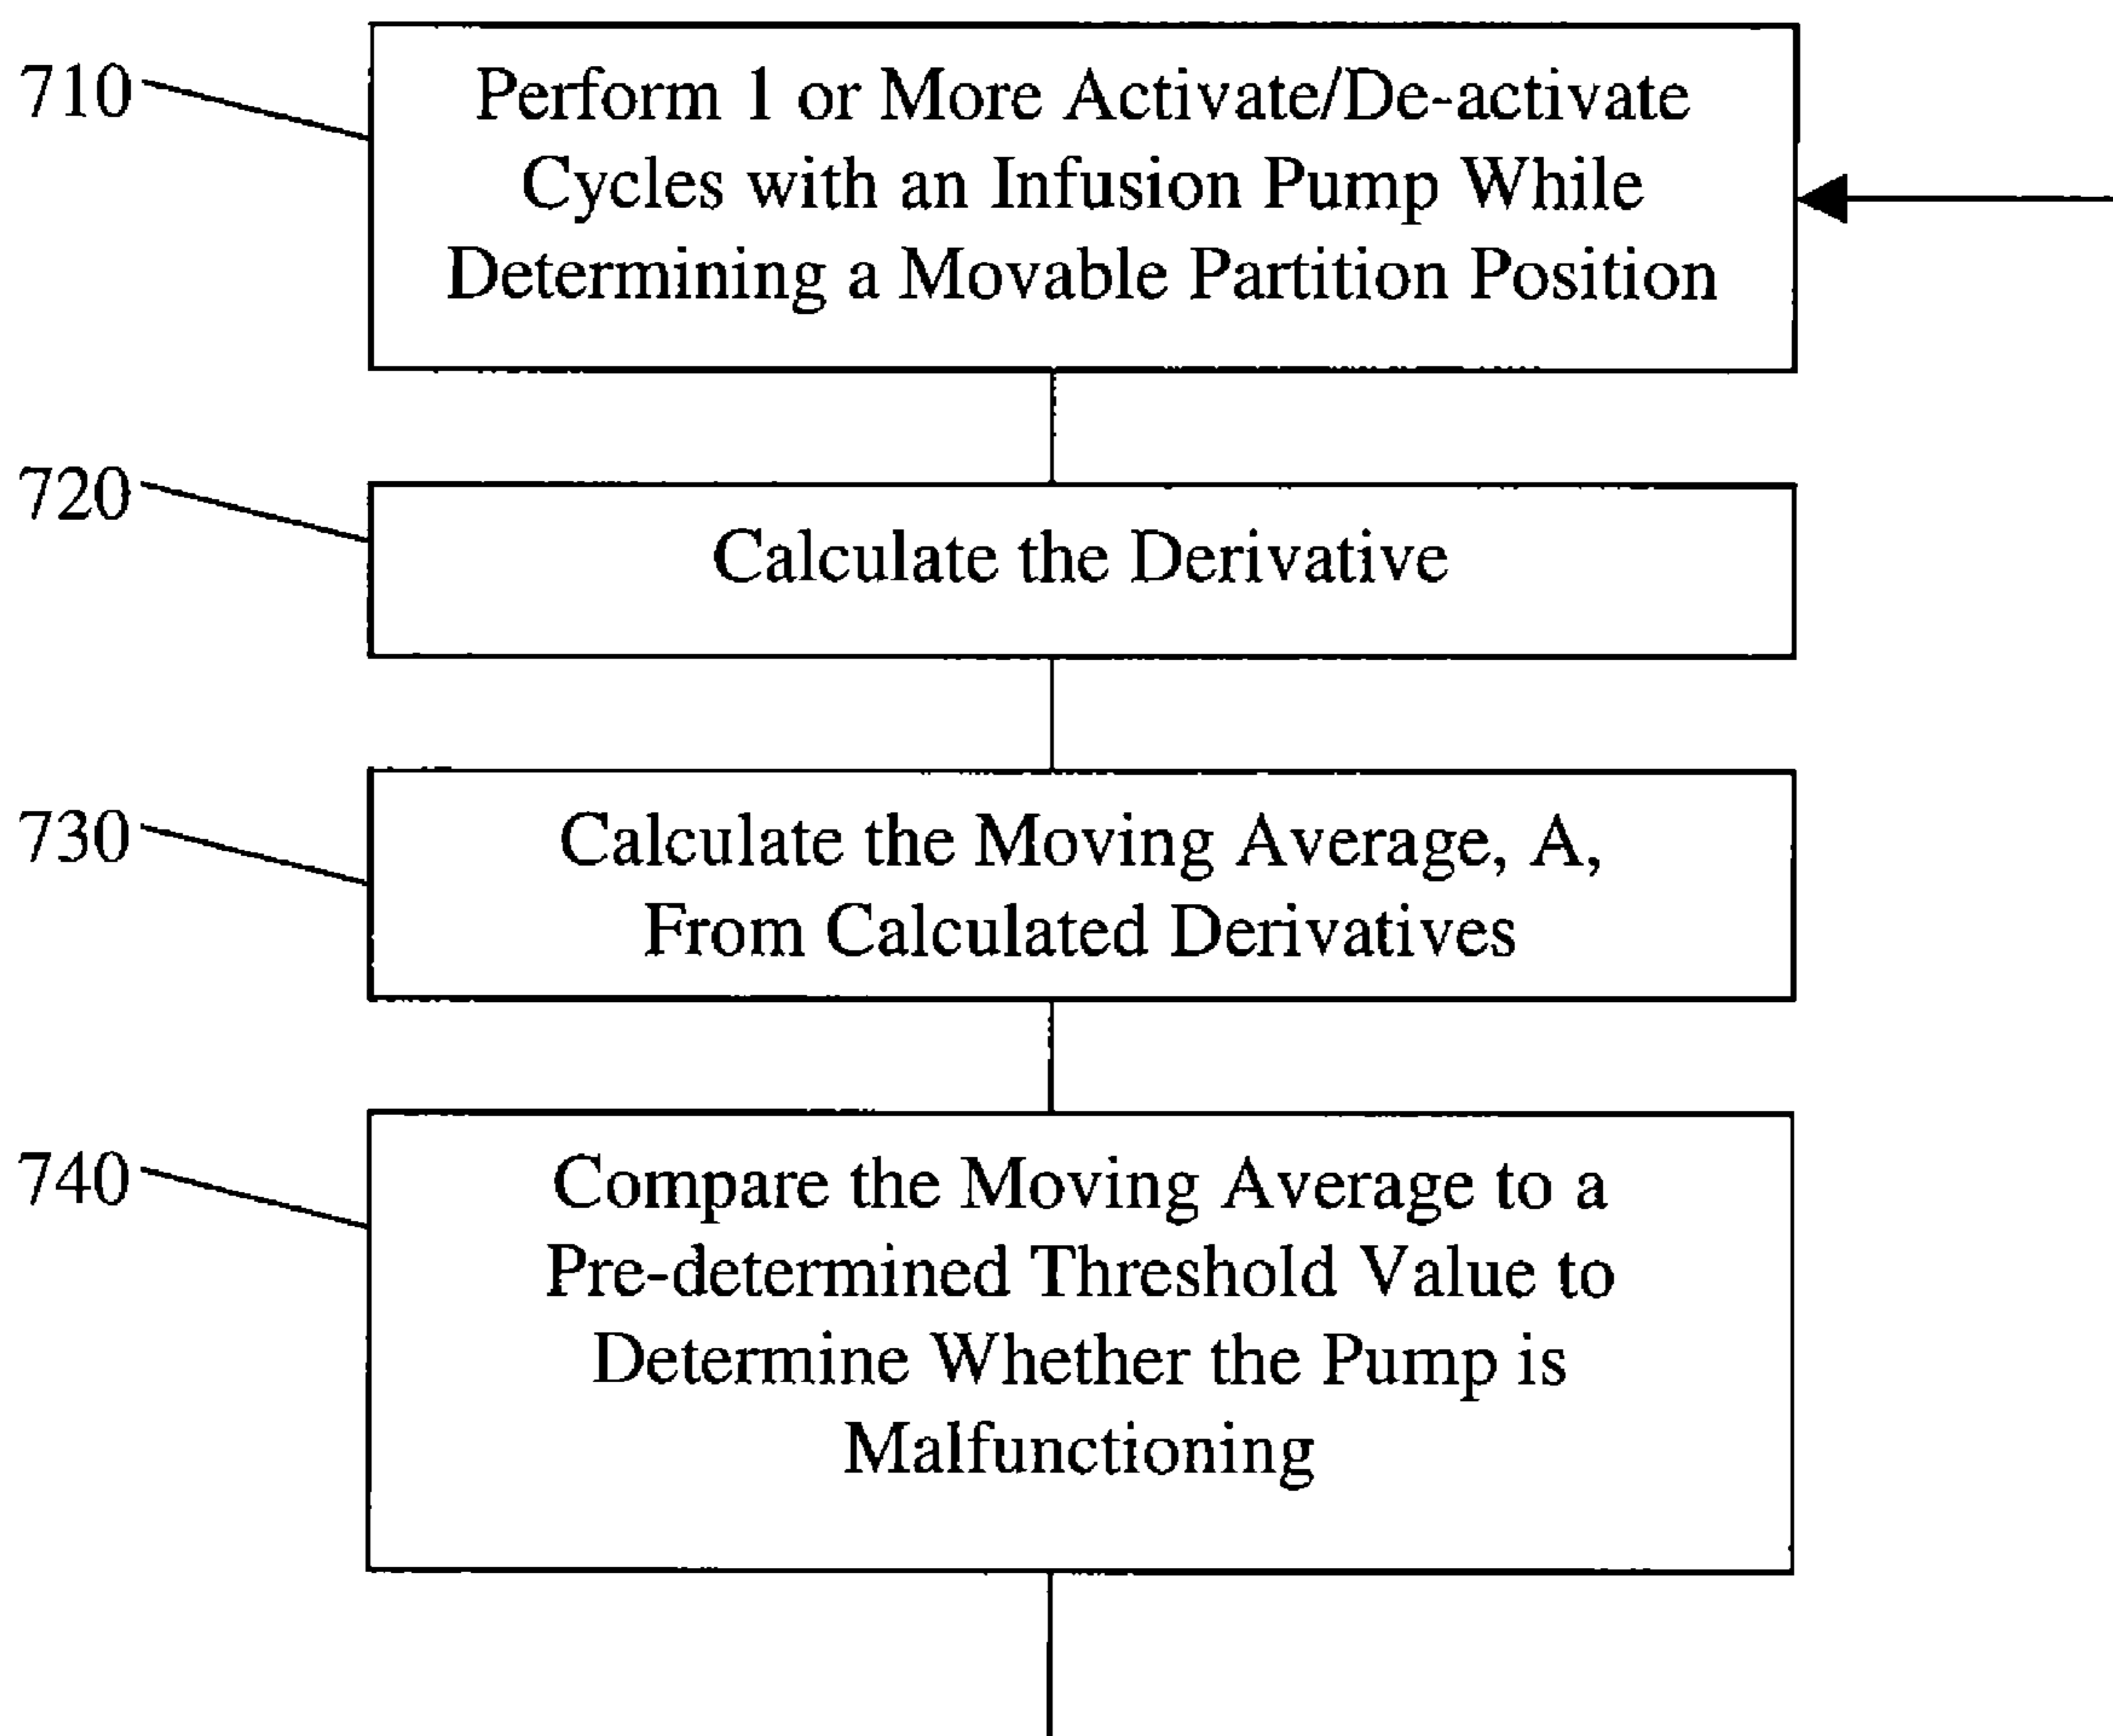 710
Perform 1 or More Activate/De-activate
Cycles with an Infusion Pump While
Determining a Movable Partition Position
720
Calculate the Derivative
730
Calculate the Moving Average, A,
From Calculated Derivatives
740
Compare the Moving Average to a
Pre-determined Threshold Value to
Determine Whether the Pump is
Malfunctioning